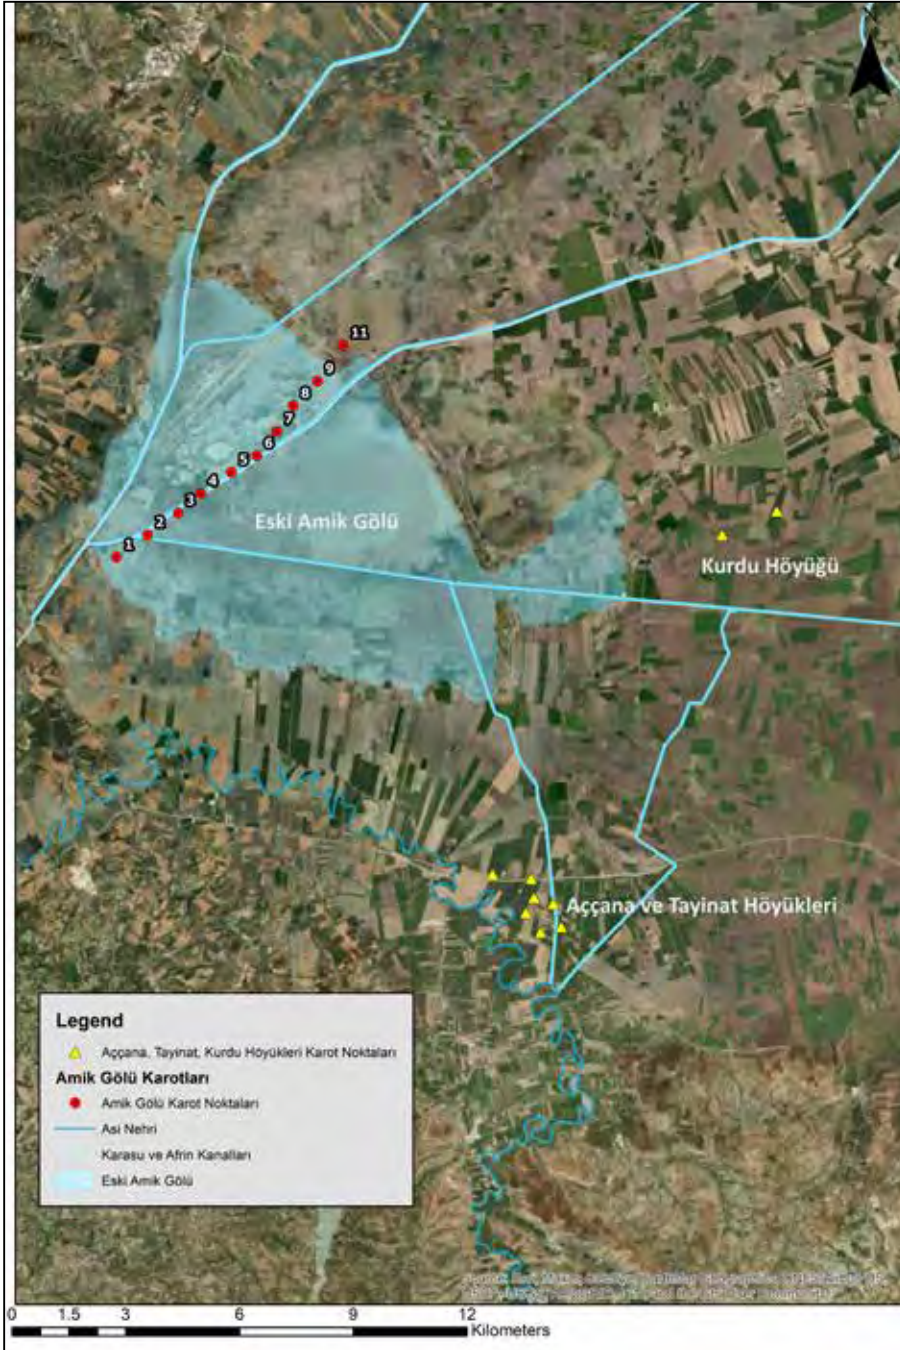 N
11
9
8
7
6
5
4
3
2
1
Eski Amik Gölü
Kurdu Höyüğü
Aççana ve Tayinat Höyükleri
Legend
Aççana, Tayinat, Kurdu Höyükleri Karot Noktaları
Amik Gölü Karotları
Amik Gölü Karot Noktaları
Asi Nehri
Karasu ve Afrin Kanalları
Eski Amik Gölü
0 1.5 3 6 9 12
Kilometers